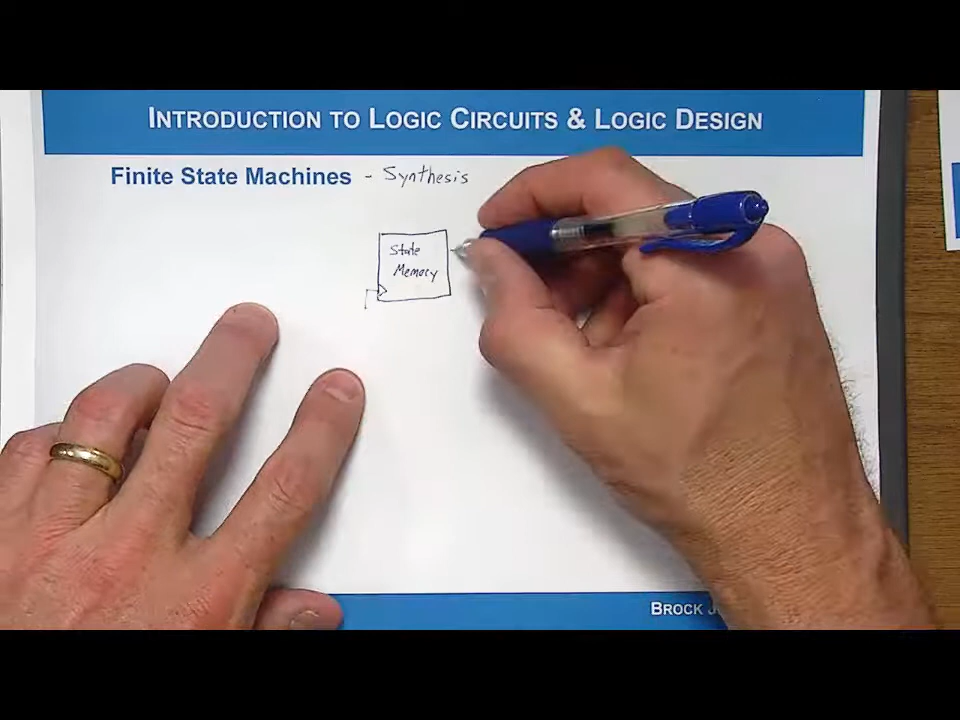 INTRODUCTION TO LOGIC CIRCUITS & LOGIC DESIGN
Finite State Machines - Synthesis
State
Memory
BROCK